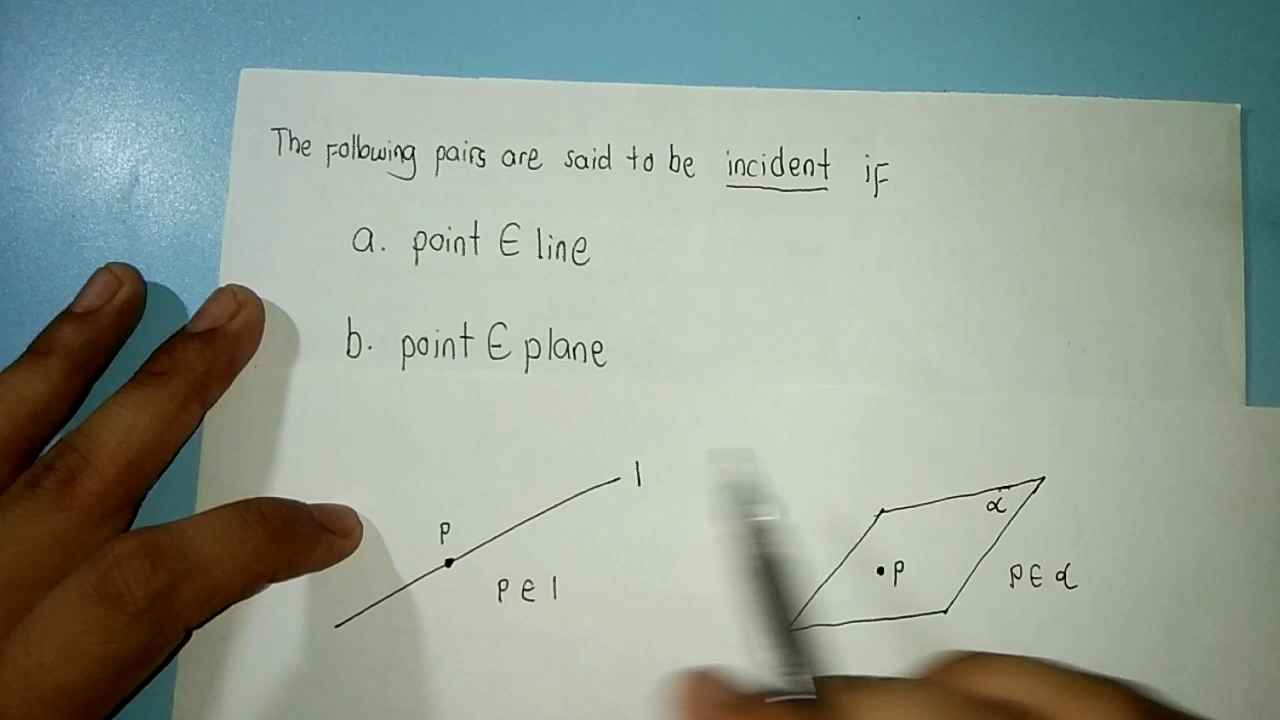 The following pairs are said to be incident if
a. point ∈ line
b. point ∈ plane
l
P
P ∈ l
α
P
P ∈ α